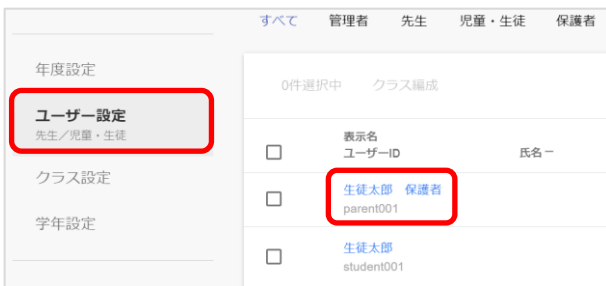 すべて 管理者 先生 児童・生徒 保護者
年度設定
ユーザー設定
先生／児童・生徒
クラス設定
学年設定
0件選択中 クラス編成
表示名
ユーザーID 氏名ー
生徒太郎 保護者
parent001
生徒太郎
student001